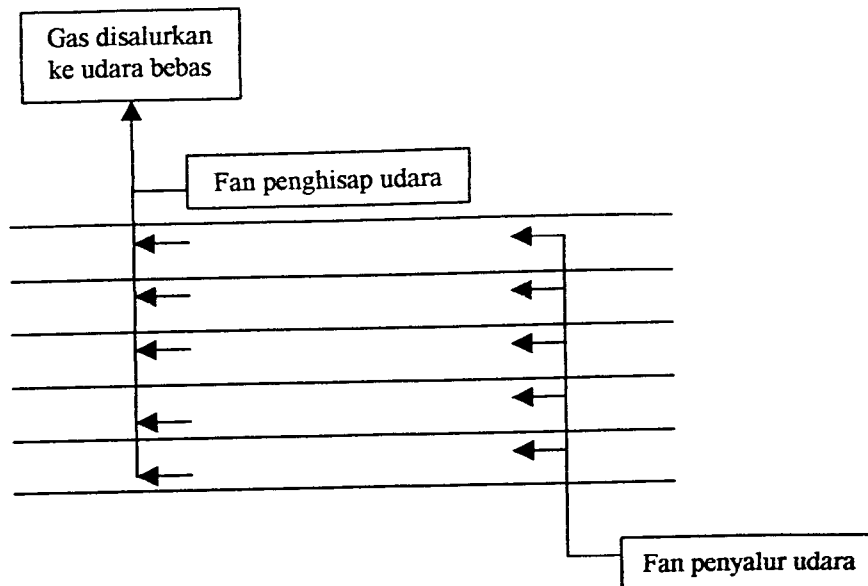 Gas disalurkan
ke udara bebas
Fan penghisap udara
Fan penyalur udara